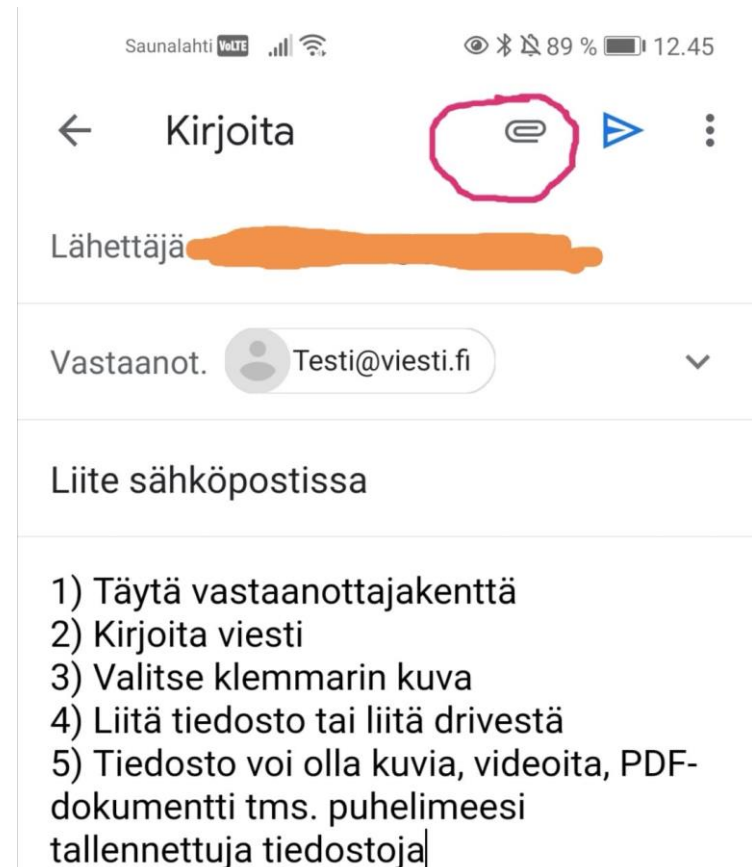 Saunalahti VoLTE 89 % 12.45
Kirjoita
Lähettäjä
Vastaanot. Testi@viesti.fi
Liite sähköpostissa
1) Täytä vastaanottajakenttä
2) Kirjoita viesti
3) Valitse klemmarin kuva
4) Liitä tiedosto tai liitä drivestä
5) Tiedosto voi olla kuvia, videoita, PDF-
dokumentti tms. puhelimeesi
tallennettuja tiedostoja